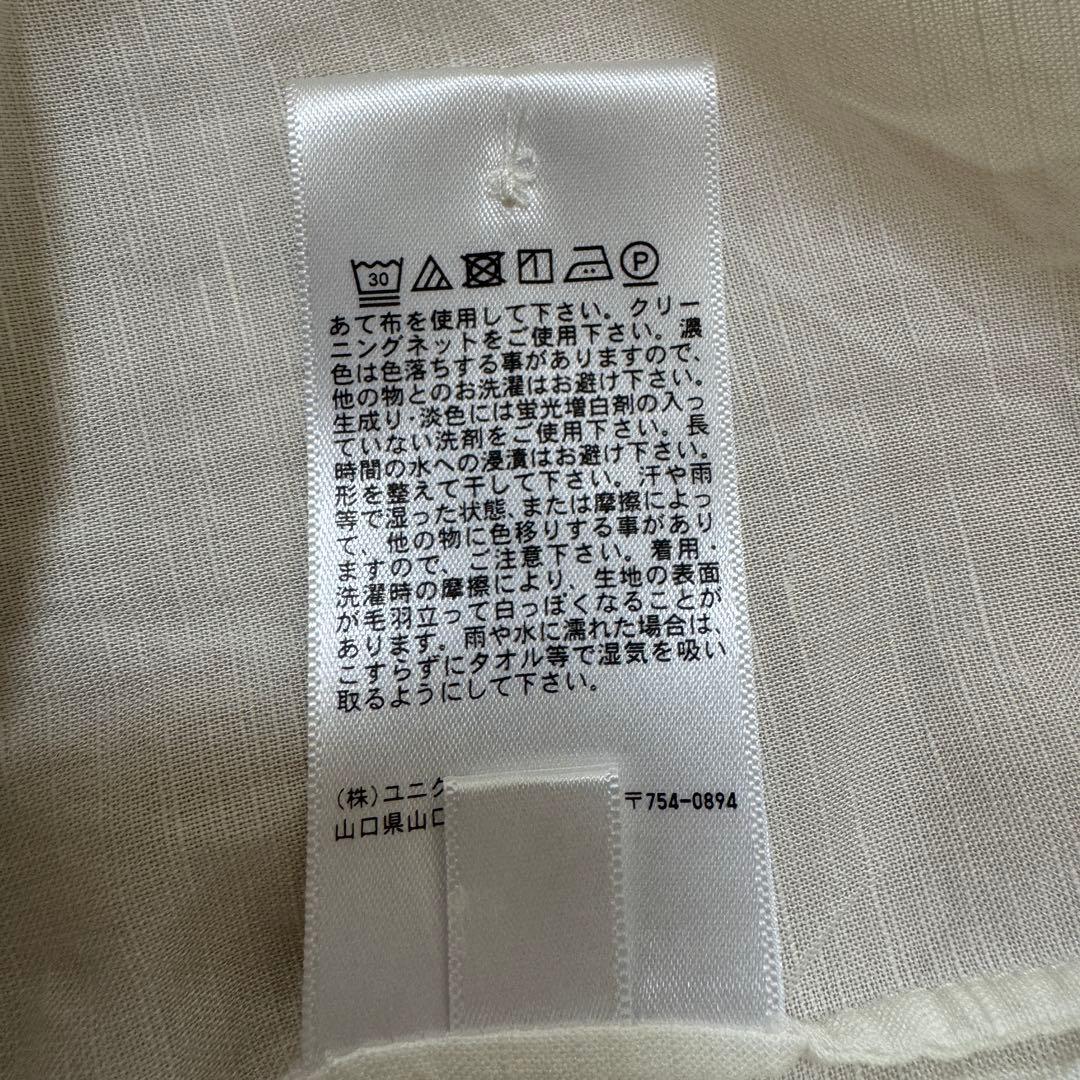 30 P
あて布を使用して下さい。クリー
ニングネットをご使用下さい。濃
色は色落ちする事がありますので、
他の物とのお洗濯はお避け下さい。
生成り・淡色には蛍光増白剤の入っ
ていない洗剤をご使用下さい。長
時間の水への浸漬はお避け下さい。
形を整えて干して下さい。汗や雨
等で湿った状態、または摩擦によっ
て、他の物に色移りする事があり
ますので、ご注意下さい。着用・
洗濯時の摩擦により、生地の表面
が毛羽立って白っぽくなることが
あります。雨や水に濡れた場合は、
こすらずにタオル等で湿気を吸い
取るようにして下さい。
(株)ユニク 〒754-0894
山口県山口